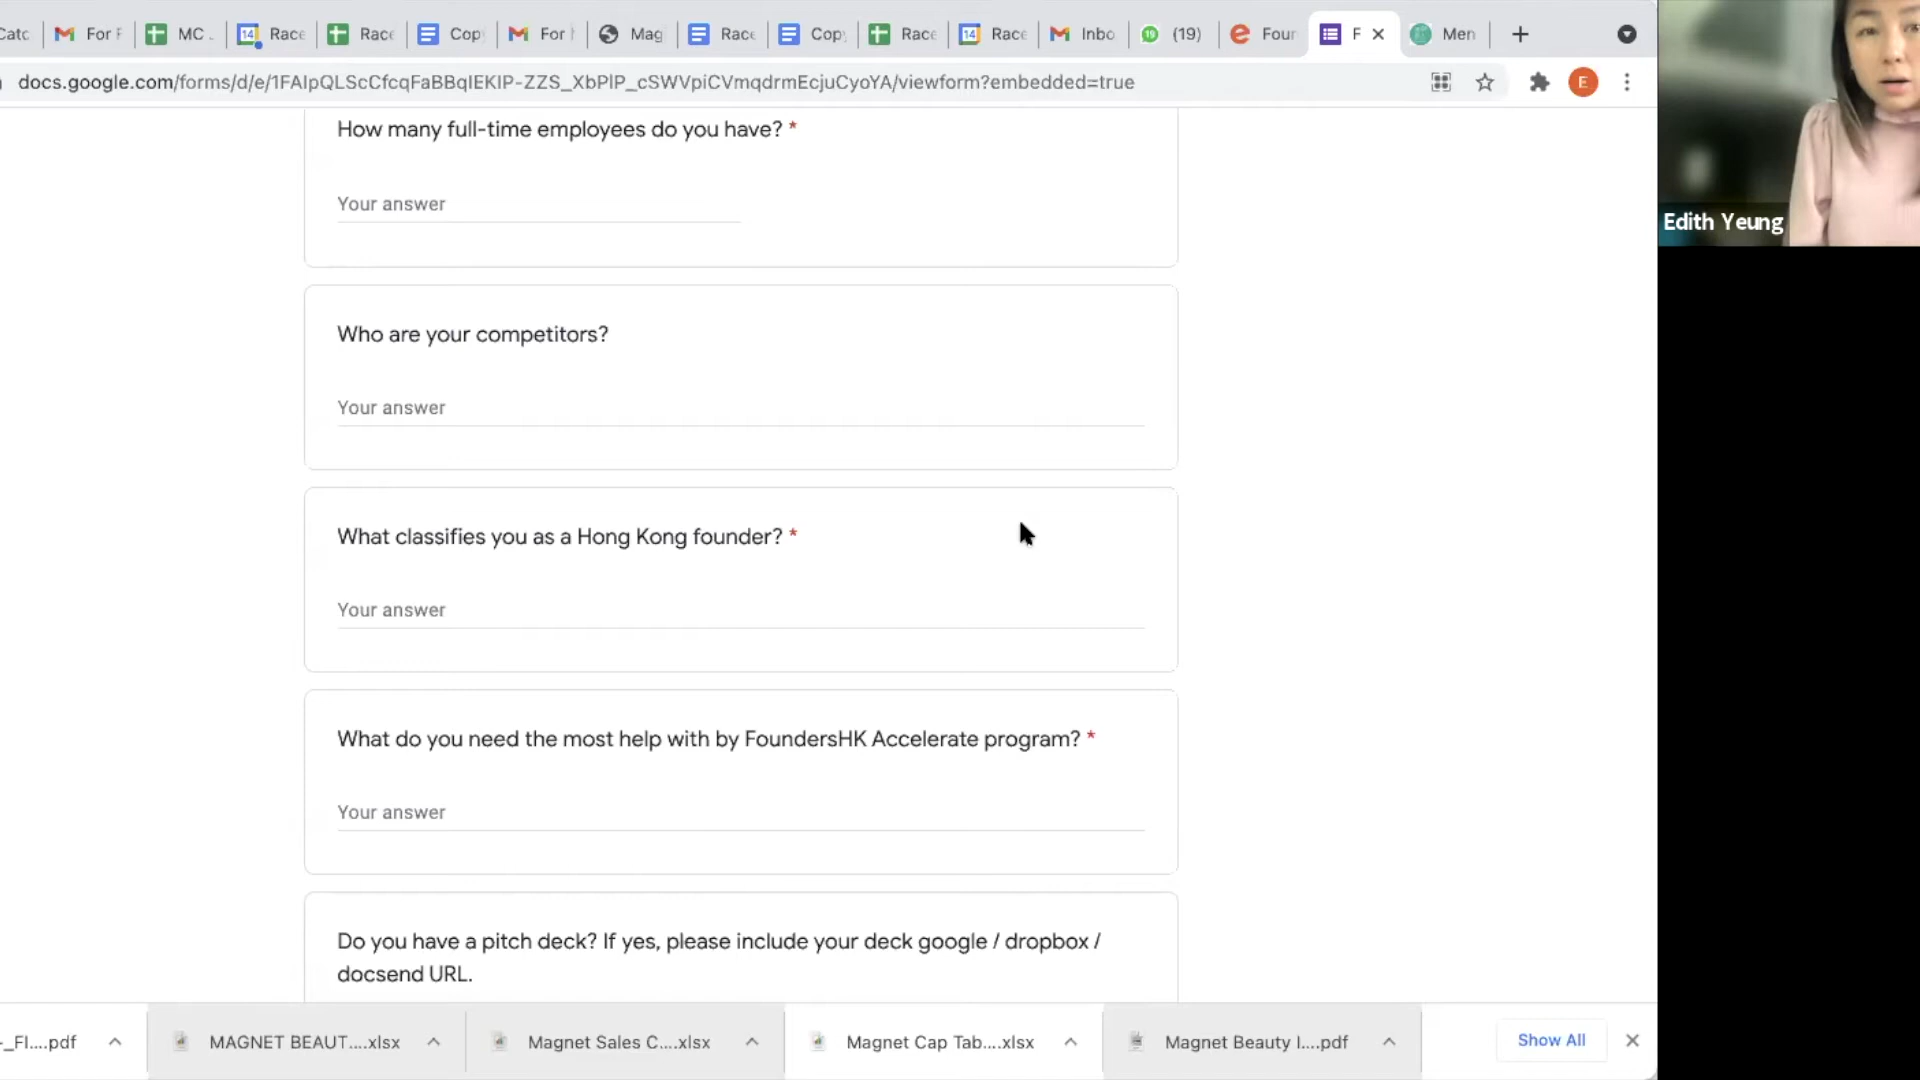 Catc
For F
MC
Race
Race
Copy
For
Mag
Race
Copy
Race
14 Race
Inbo
(19)
Four
F
Men
docs.google.com/forms/d/e/1FAIpQLScCfcqFaBBqIEKIP-ZZS_XbPlP_cSWVpiCVmqdrmEcjuCyoYA/viewform?embedded=true
E
How many full-time employees do you have? *
Your answer
Edith Yeung
Who are your competitors?
Your answer
What classifies you as a Hong Kong founder? *
Your answer
What do you need the most help with by FoundersHK Accelerate program? *
Your answer
Do you have a pitch deck? If yes, please include your deck google / dropbox /
docsend URL.
-_FI....pdf
MAGNET BEAUT....xlsx
Magnet Sales C....xlsx
Magnet Cap Tab....xlsx
Magnet Beauty I....pdf
Show All